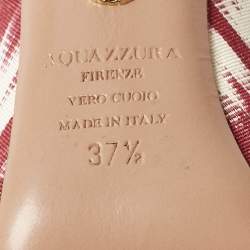 AQUAZZURA
FIRENZE
VERO CUOIO
MADE IN ITALY
37½